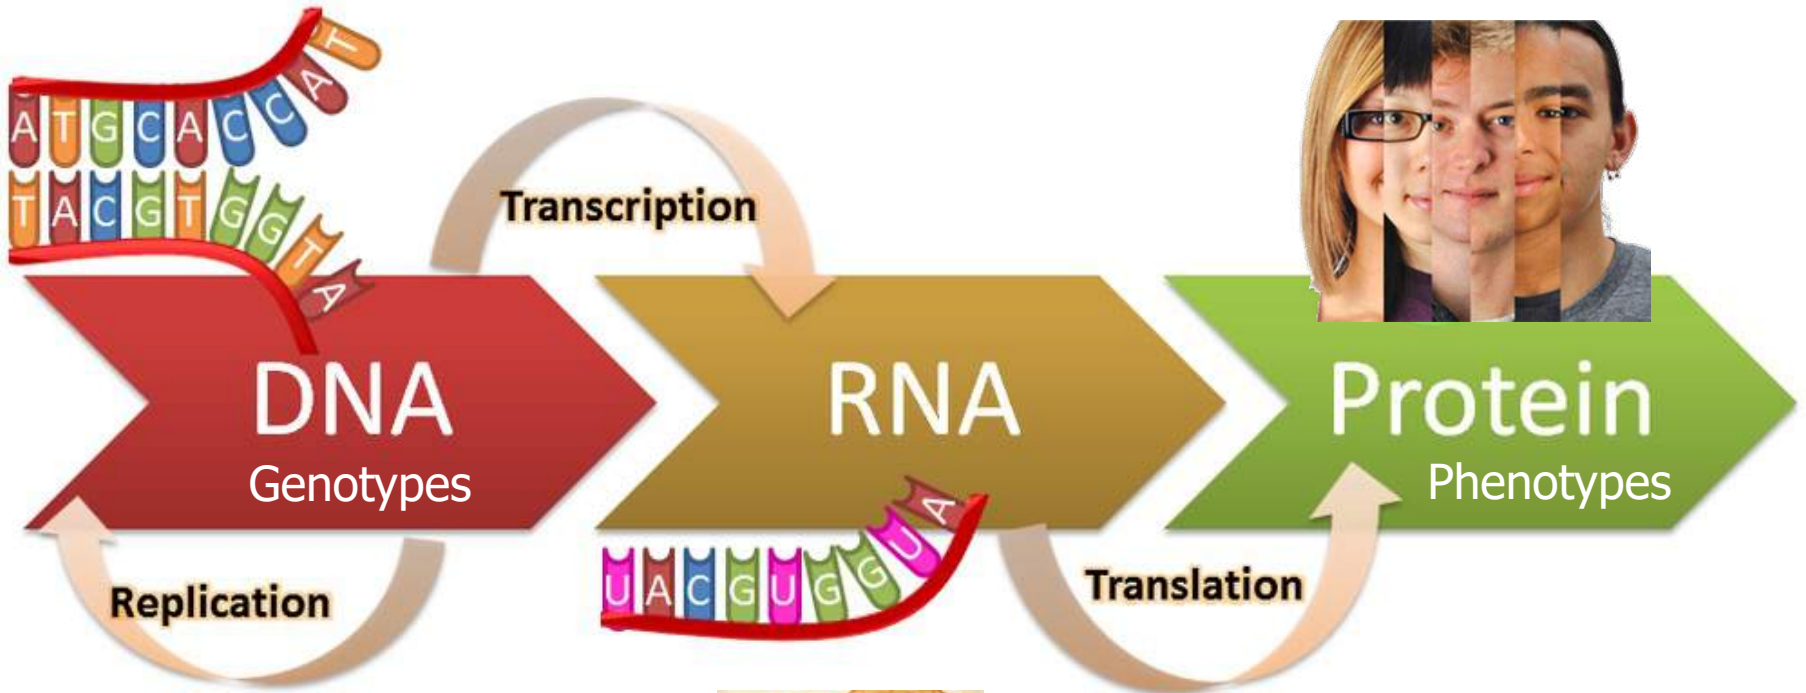 ATGCACCAT
TACGTGGTA
Transcription
DNA
Genotypes
RNA
Protein
Phenotypes
Replication
UACGUGGUA
Translation